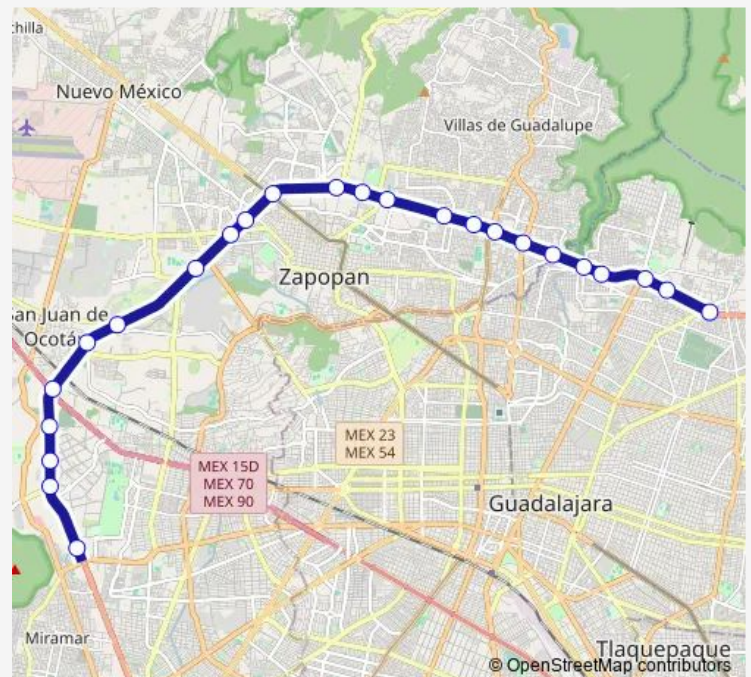 chilla
Nuevo México
Villas de Guadalupe
Zapopan
San Juan de
Ocotán
MEX 23
MEX 54
MEX 15D
MEX 70
MEX 90
Guadalajara
Miramar
Tlaquepaque
© OpenStreetMap contributors